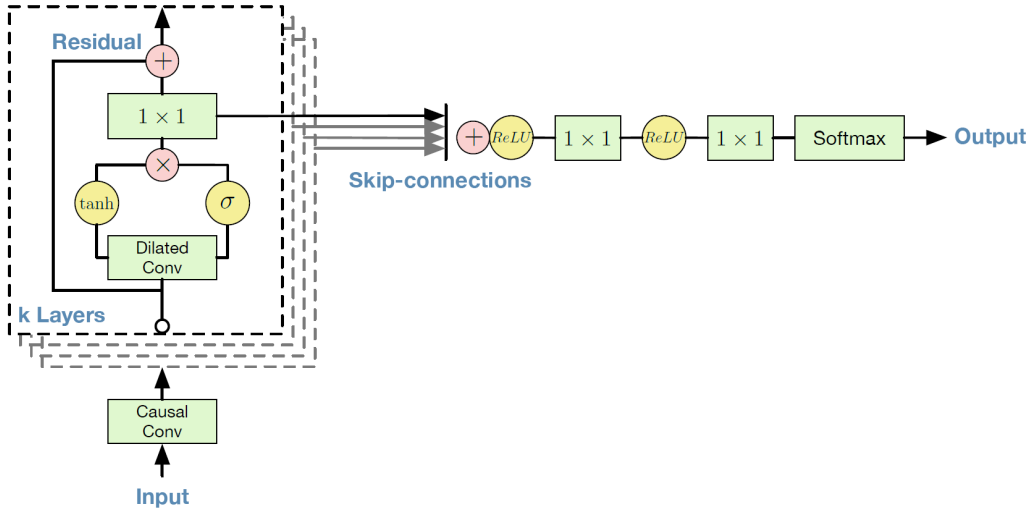 Residual
+
1 × 1
×
tanh
σ
Dilated
Conv
k Layers
Causal
Conv
Input
Skip-connections
+
ReLU
1 × 1
ReLU
1 × 1
Softmax
Output